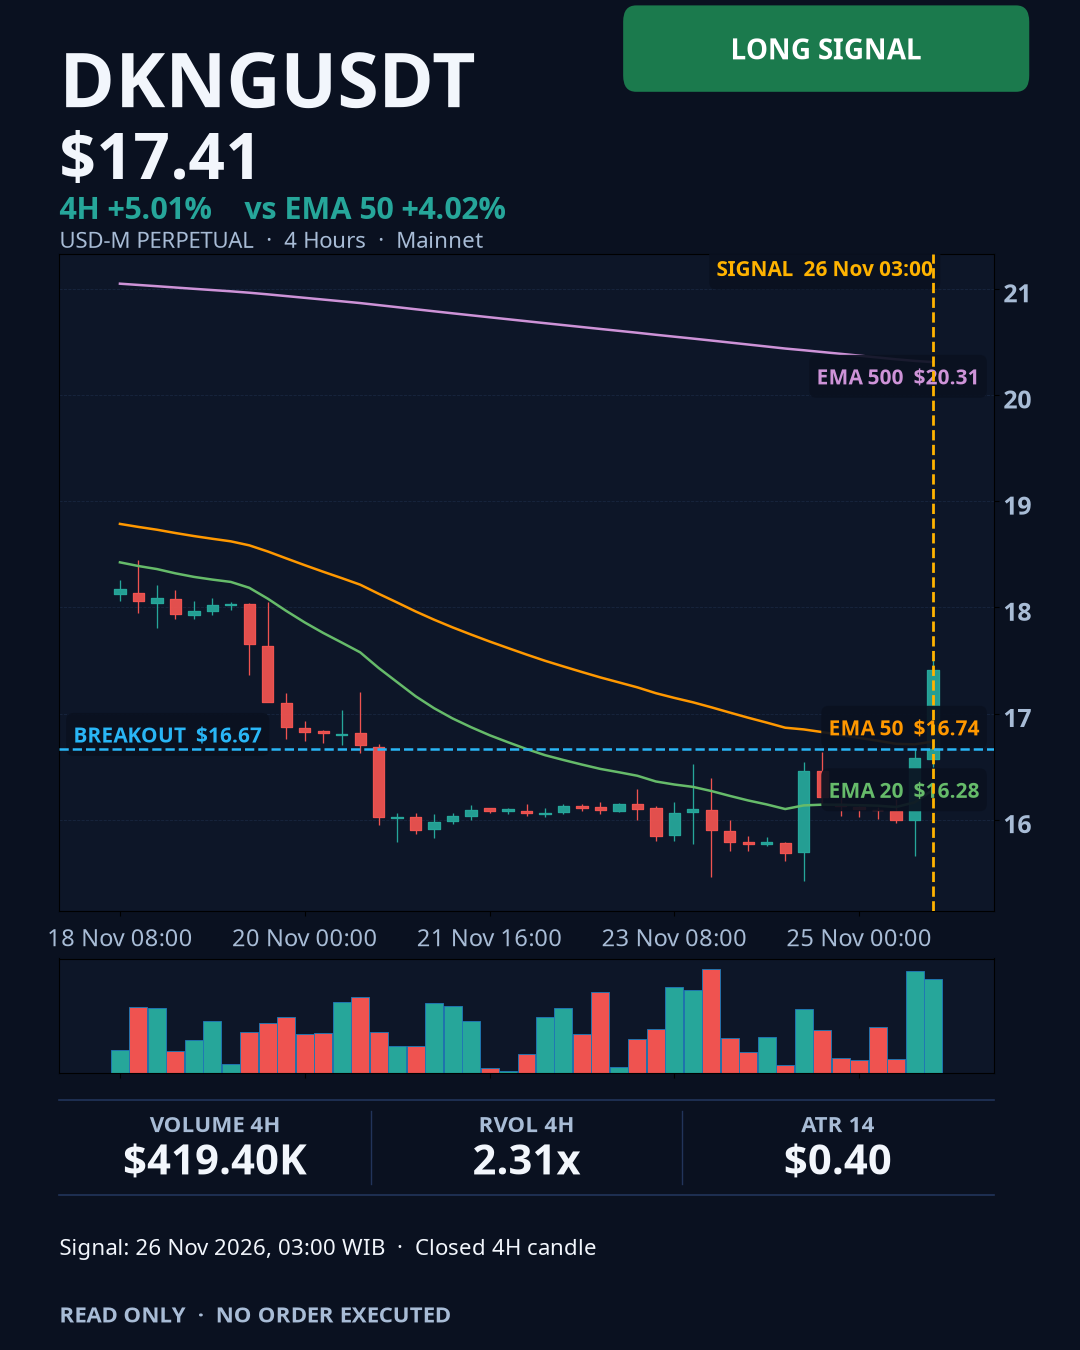 LONG SIGNAL
DKNGUSDT
$17.41
4H +5.01% vs EMA 50 +4.02%
USD-M PERPETUAL · 4 Hours · Mainnet
SIGNAL 26 Nov 03:00
21
EMA 500 $20.31
20
19
18
17
EMA 50 $16.74
BREAKOUT $16.67
EMA 20 $16.28
16
18 Nov 08:00 20 Nov 00:00 21 Nov 16:00 23 Nov 08:00 25 Nov 00:00
VOLUME 4H RVOL 4H ATR 14
$419.40K 2.31x $0.40
Signal: 26 Nov 2026, 03:00 WIB · Closed 4H candle
READ ONLY · NO ORDER EXECUTED